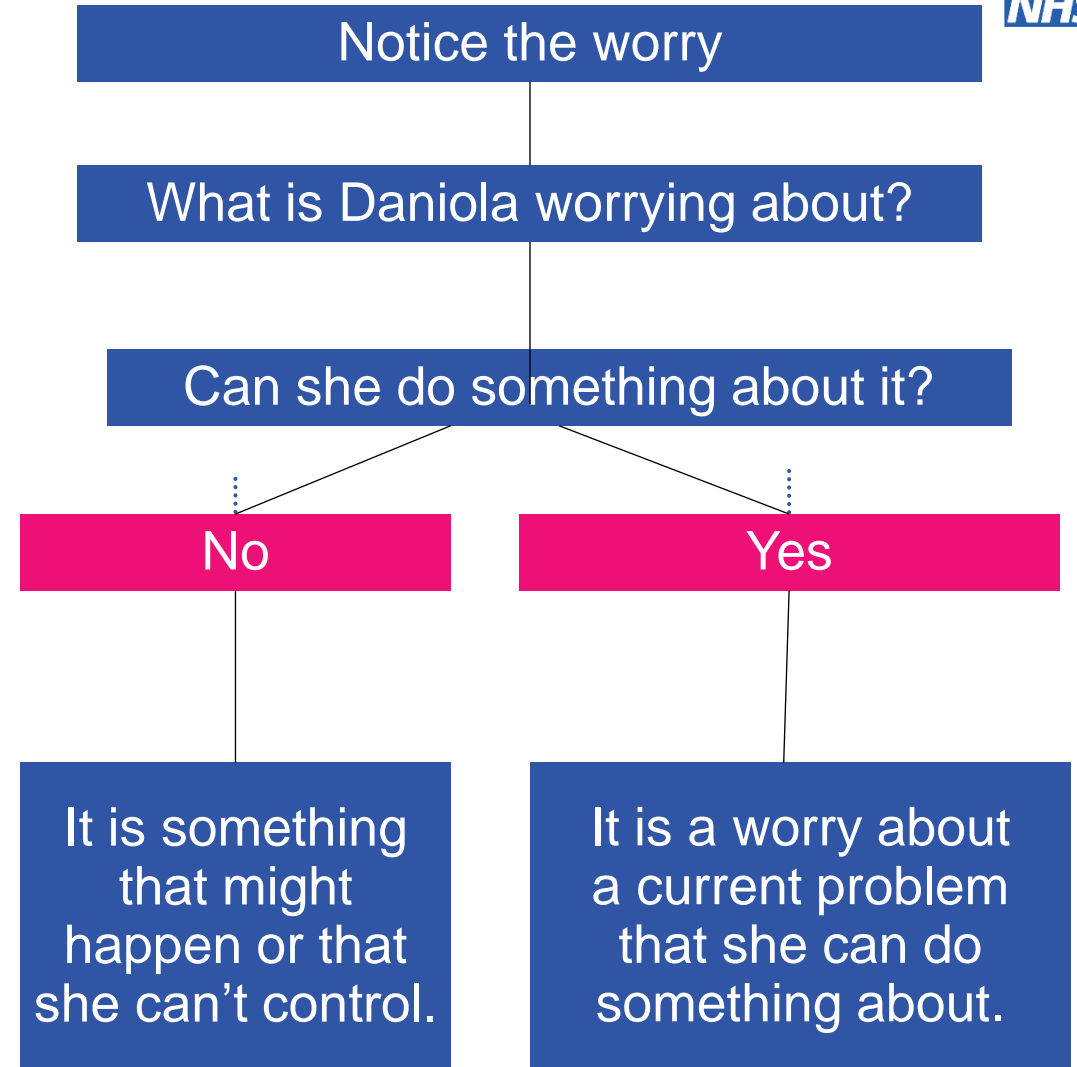 NHS
Notice the worry
What is Daniola worrying about?
Can she do something about it?
No
Yes
It is something
that might
happen or that
she can’t control.
It is a worry about
a current problem
that she can do
something about.